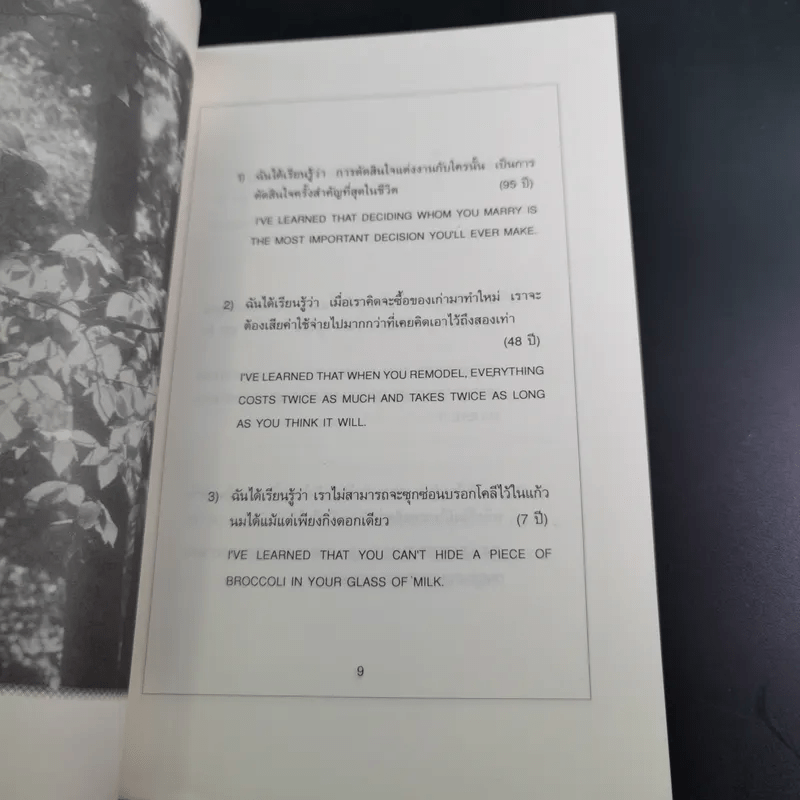 1) ฉันได้เรียนรู้ว่า การตัดสินใจแต่งงานกับใครนั้น เป็นการ
ตัดสินใจครั้งสำคัญที่สุดในชีวิต (95 ปี)
I'VE LEARNED THAT DECIDING WHOM YOU MARRY IS
THE MOST IMPORTANT DECISION YOU'LL EVER MAKE.
2) ฉันได้เรียนรู้ว่า เมื่อเราคิดจะซื้อของเก่ามาทำใหม่ เราจะ
ต้องเสียค่าใช้จ่ายไปมากกว่าที่เคยคิดเอาไว้ถึงสองเท่า
(48 ปี)
I'VE LEARNED THAT WHEN YOU REMODEL, EVERYTHING
COSTS TWICE AS MUCH AND TAKES TWICE AS LONG
AS YOU THINK IT WILL.
3) ฉันได้เรียนรู้ว่า เราไม่สามารถจะซุกซ่อนบรอกโคลีไว้ในแก้ว
นมได้แม้แต่เพียงกิ่งดอกเดียว (7 ปี)
I'VE LEARNED THAT YOU CAN'T HIDE A PIECE OF
BROCCOLI IN YOUR GLASS OF MILK.
9